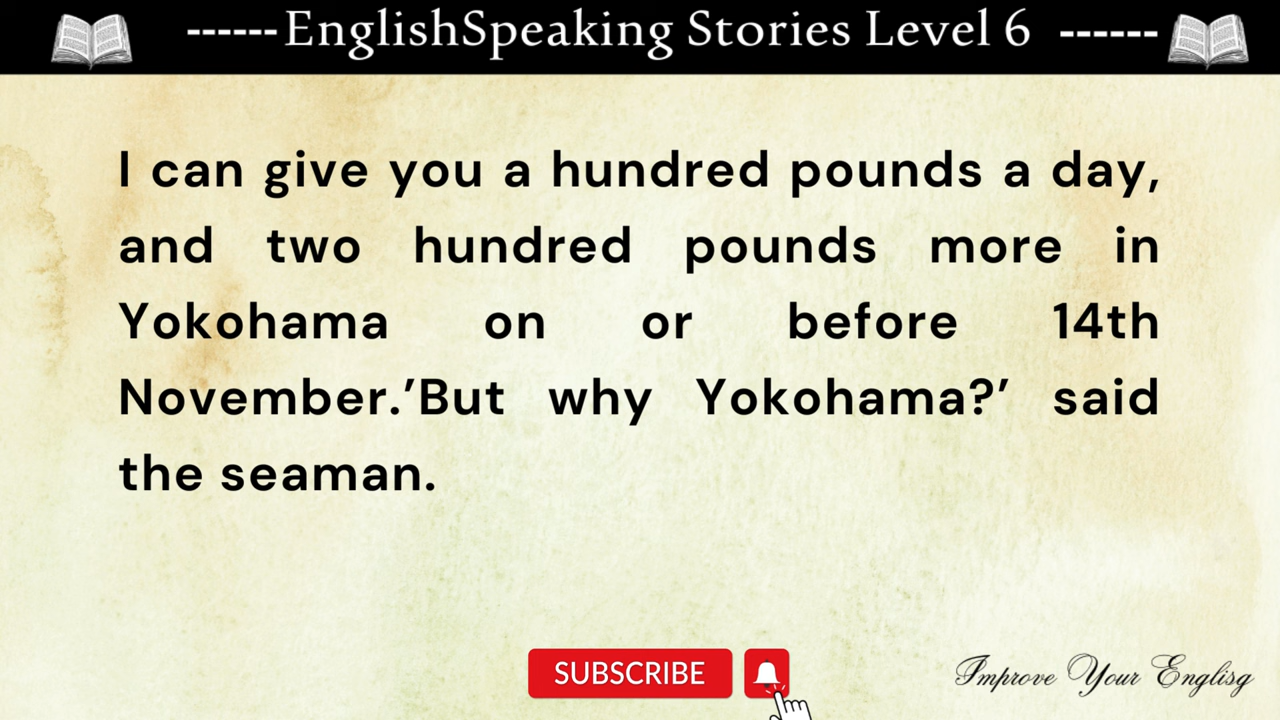 ------EnglishSpeaking Stories Level 6 ------
I can give you a hundred pounds a day,
and two hundred pounds more in
Yokohama on or before 14th
November.’But why Yokohama?’ said
the seaman.
SUBSCRIBE
Improve Your Englisg